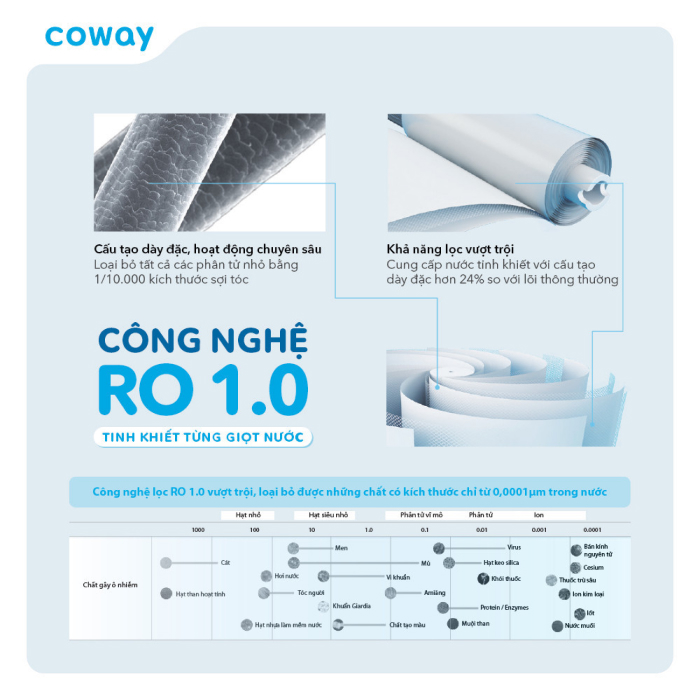 coway
Cấu tạo dày đặc, hoạt động chuyên sâu
Loại bỏ tất cả các phân tử nhỏ bằng
1/10.000 kích thước sợi tóc
Khả năng lọc vượt trội
Cung cấp nước tinh khiết với cấu tạo
dày đặc hơn 24% so với lõi thông thường
CÔNG NGHỆ
RO 1.0
TINH KHIẾT TỪNG GIỌT NƯỚC
Công nghệ lọc RO 1.0 vượt trội, loại bỏ được những chất có kích thước chỉ từ 0,0001µm trong nước
Hạt nhỏ Hạt siêu nhỏ Phân tử vĩ mô Phân tử Ion
1000 100 10 1.0 0.1 0.01 0.001 0.0001
Chất gây ô nhiễm
Men Virus Bán kính
nguyên tử
Cát Mù Hạt keo silica Cesium
Hơi nước Vi khuẩn Khói thuốc Thuốc trừ sâu
Hạt than hoạt tính Tóc người Amiăng Ion kim loại
Khuẩn Giardia Protein / Enzymes Iốt
Hạt nhựa làm mềm nước Chất tạo màu Muội than Nước muối